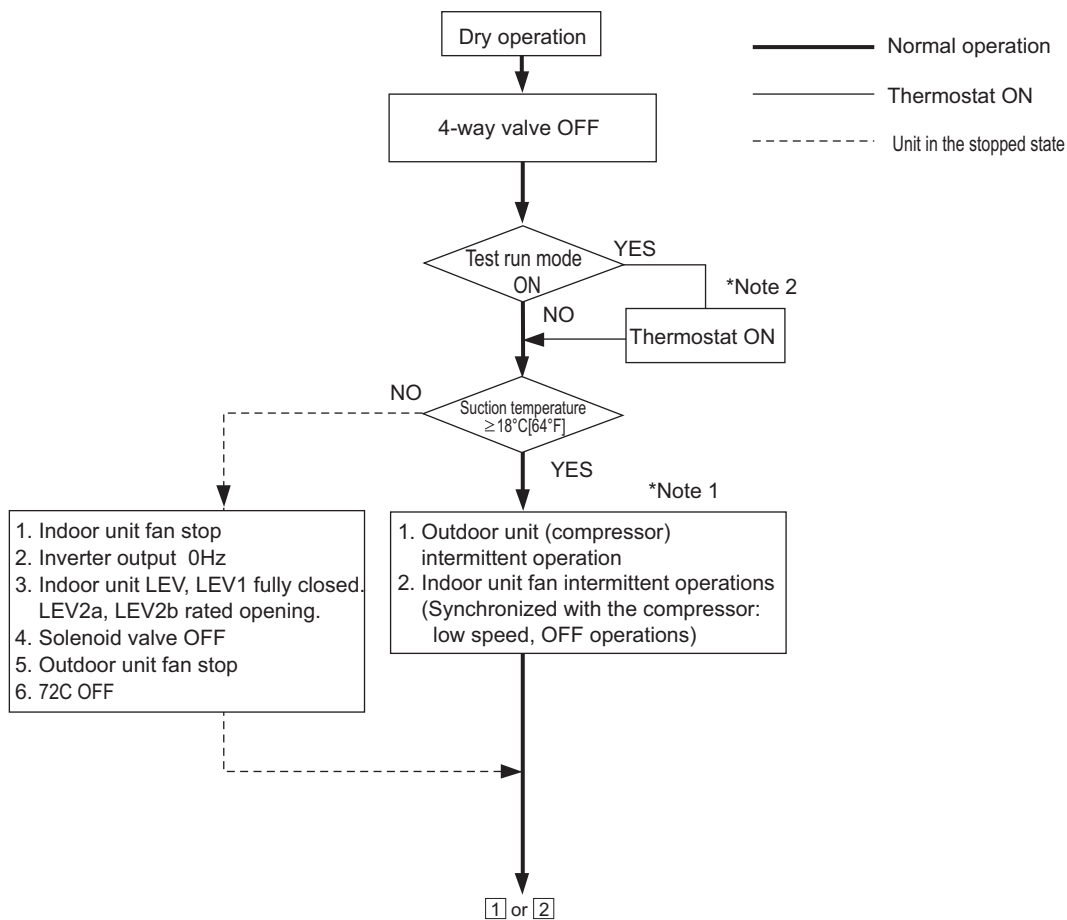 Dry operation
Normal operation
4-way valve OFF
Thermostat ON
Unit in the stopped state
Test run mode
ON
YES
*Note 2
NO
Thermostat ON
NO
Suction temperature
≥18°C[64°F]
YES
*Note 1
1. Indoor unit fan stop
2. Inverter output 0Hz
3. Indoor unit LEV, LEV1 fully closed.
LEV2a, LEV2b rated opening.
4. Solenoid valve OFF
5. Outdoor unit fan stop
6. 72C OFF
1. Outdoor unit (compressor)
intermittent operation
2. Indoor unit fan intermittent operations
(Synchronized with the compressor:
low speed, OFF operations)
1 or 2